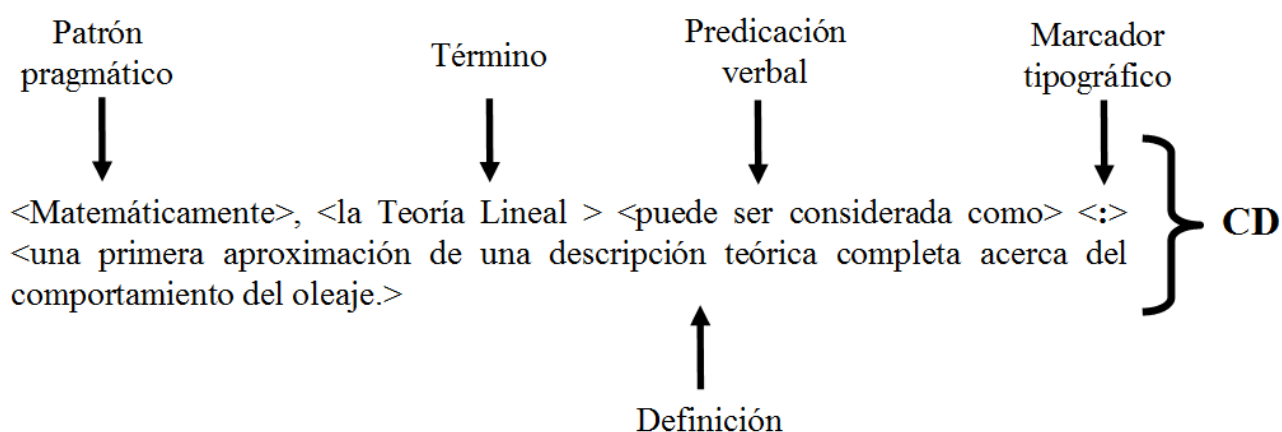 Patrón pragmático
Término
Predicación verbal
Marcador tipográfico
<Matemáticamente>, <la Teoría Lineal > <puede ser considerada como> <:>
<una primera aproximación de una descripción teórica completa acerca del
comportamiento del oleaje.>
CD
Definición